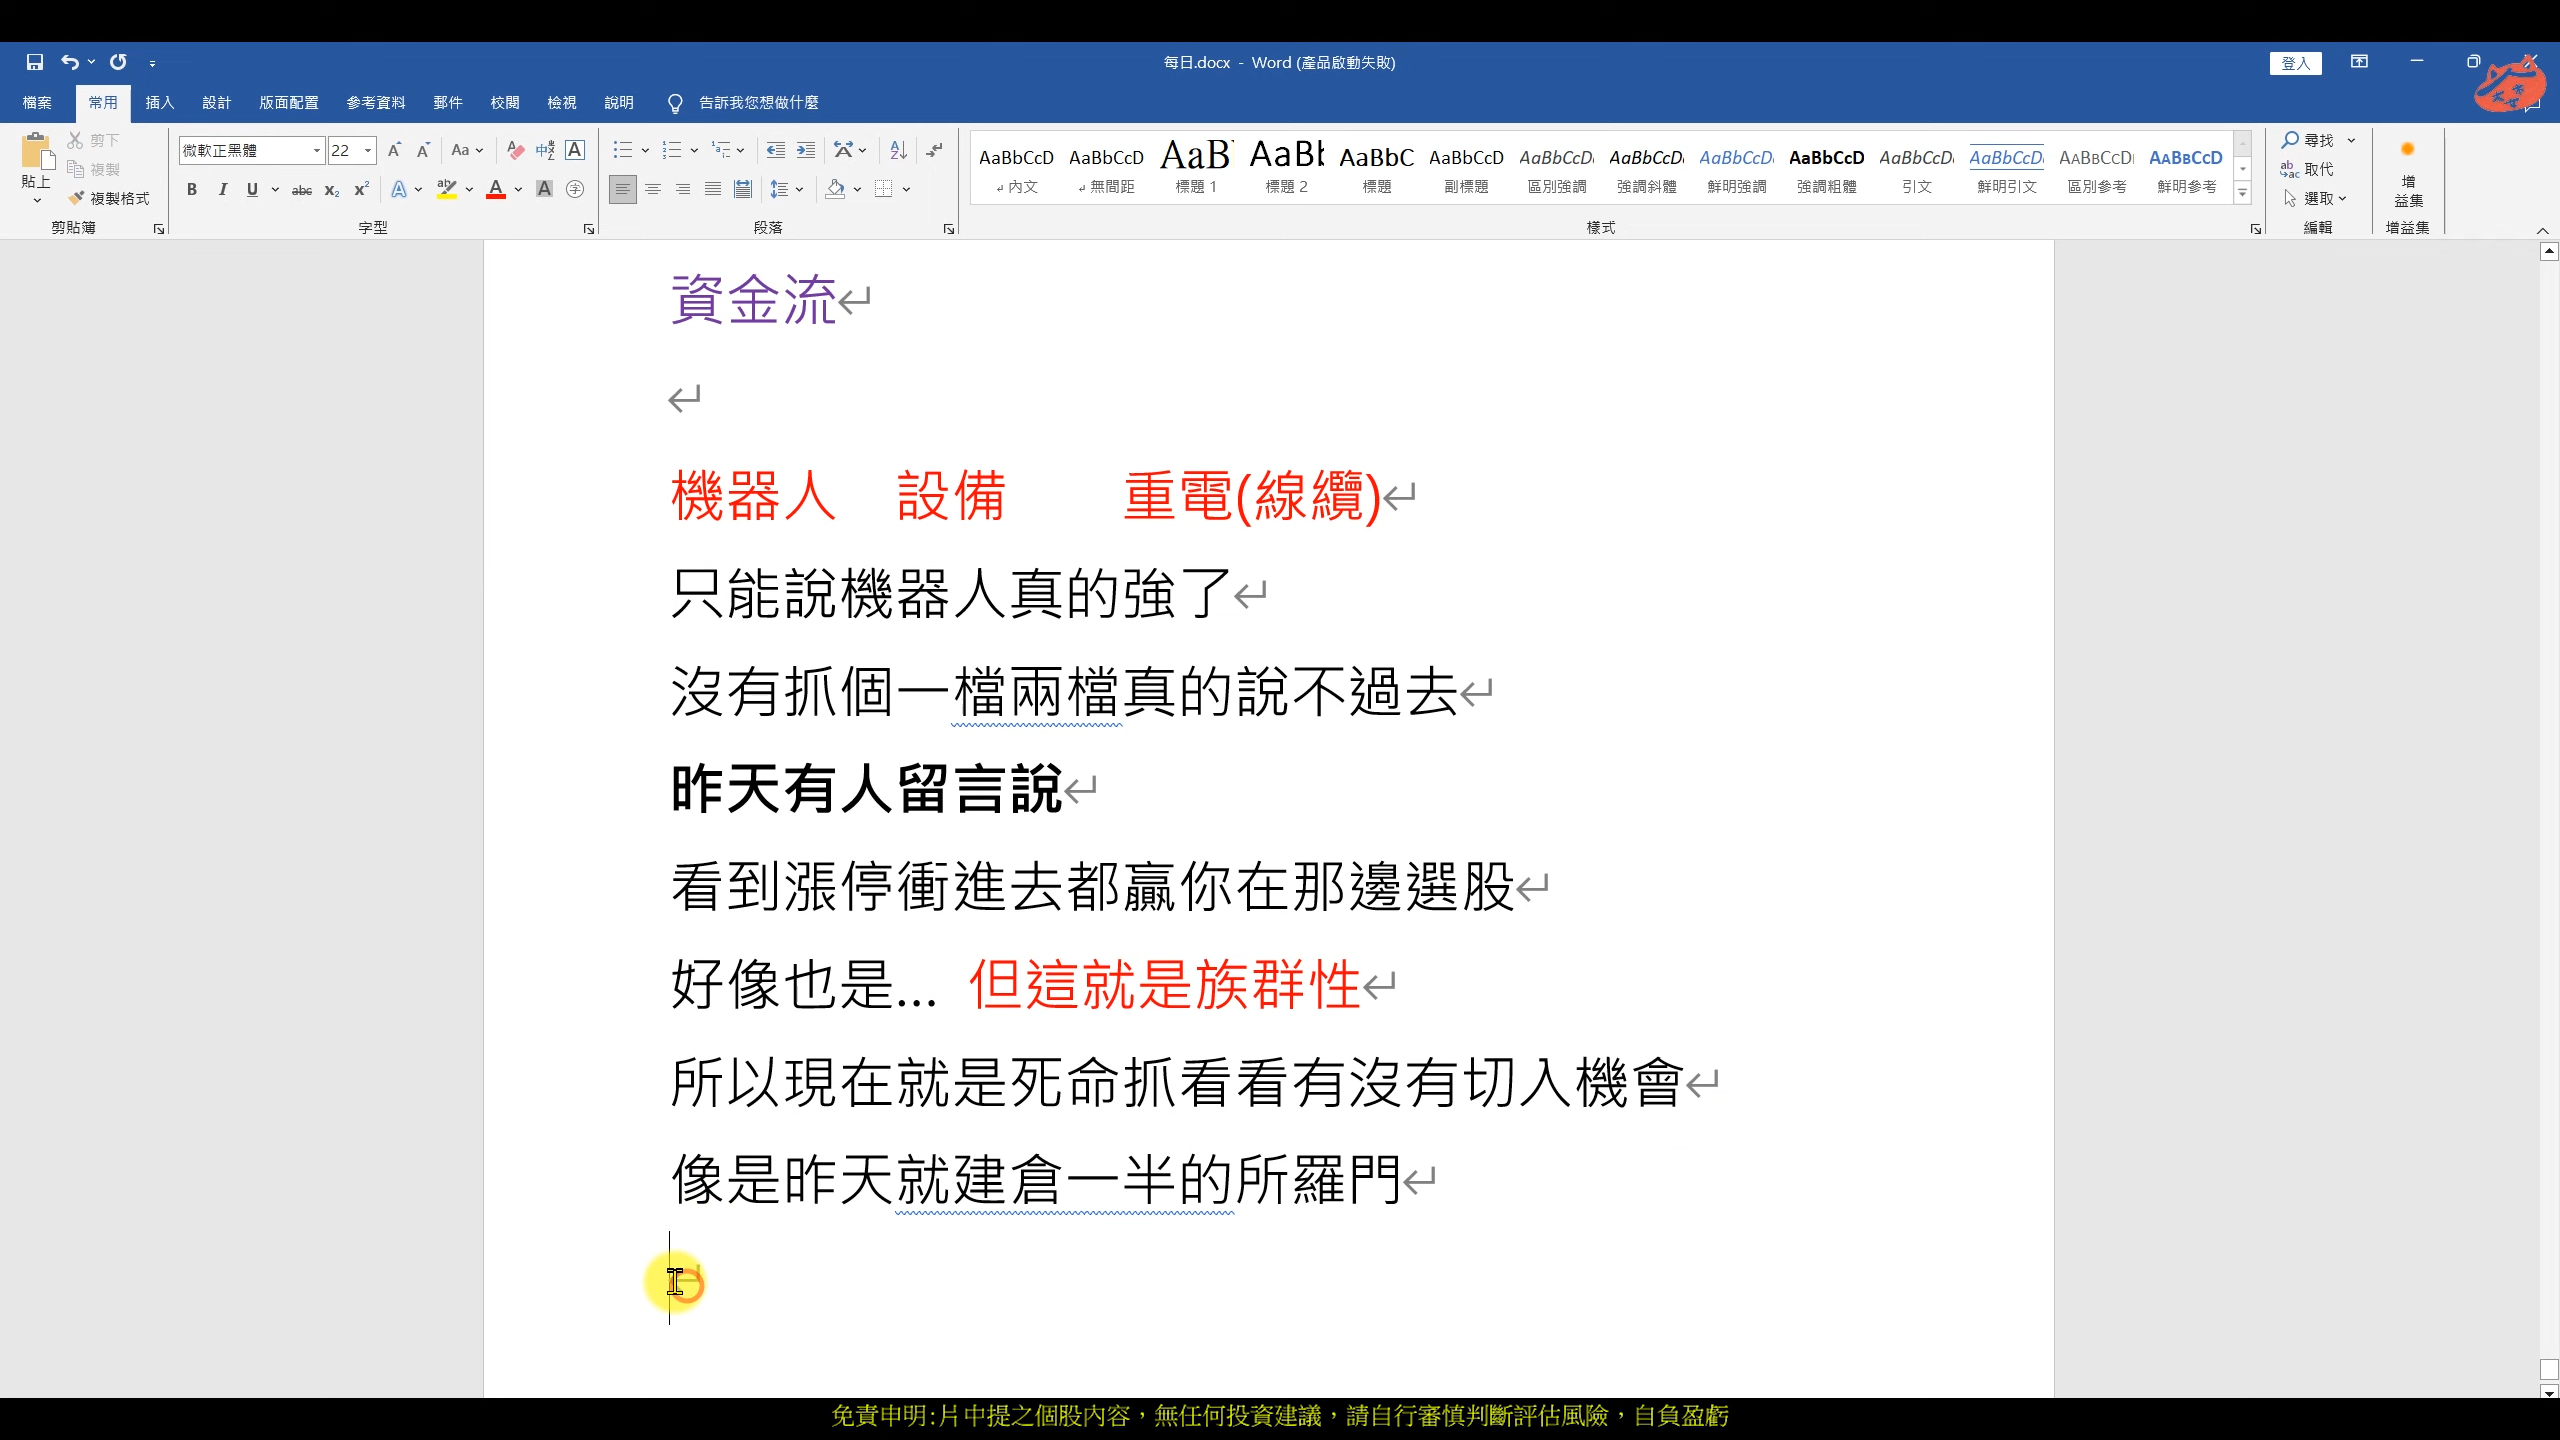 每日.docx - Word (產品啟動失敗)
登入
檔案 常用 插入 設計 版面配置 參考資料 郵件 校閱 檢視 說明 告訴我您想做什麼
貼上
剪下
複製
複製格式
剪貼簿
微軟正黑體 22
字型
段落
AaBbCcD AaBbCcD AaB AaBb AaBbC AaBbCcD AaBbCcD AaBbCcD AaBbCcD AaBbCcD AaBbCcD AaBbCcD AaBbCcD AaBbCcD
內文 無間距 標題 1 標題 2 標題 副標題 區別強調 強調斜體 鮮明強調 強調粗體 引文 鮮明引文 區別參考 鮮明參考
樣式
尋找
取代
選取
編輯
增
益集
增益集
資金流
機器人 設備 重電(線纜)
只能說機器人真的強了
沒有抓個一檔兩檔真的說不過去
昨天有人留言說
看到漲停衝進去都贏你在那邊選股
好像也是... 但這就是族群性
所以現在就是死命抓看看有沒有切入機會
像是昨天就建倉一半的所羅門
免責申明:片中提之個股內容，無任何投資建議，請自行審慎判斷評估風險，自負盈虧